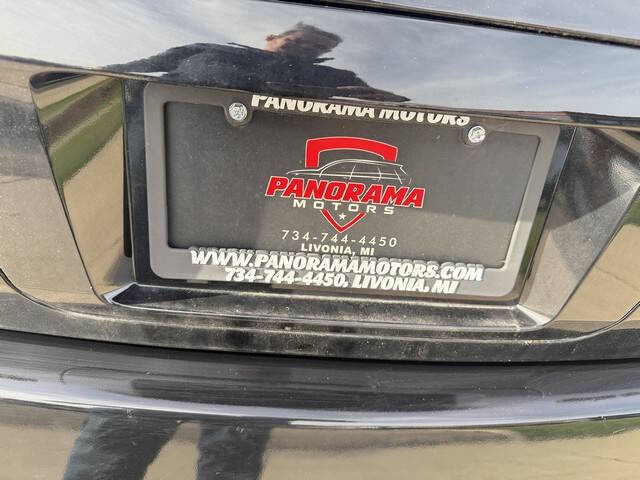 PANORAMA MOTORS
PANORAMA
MOTORS
734-744-4450
LIVONIA, MI
WWW.PANORAMAMOTORS.COM
734-744-4450, LIVONIA, MI